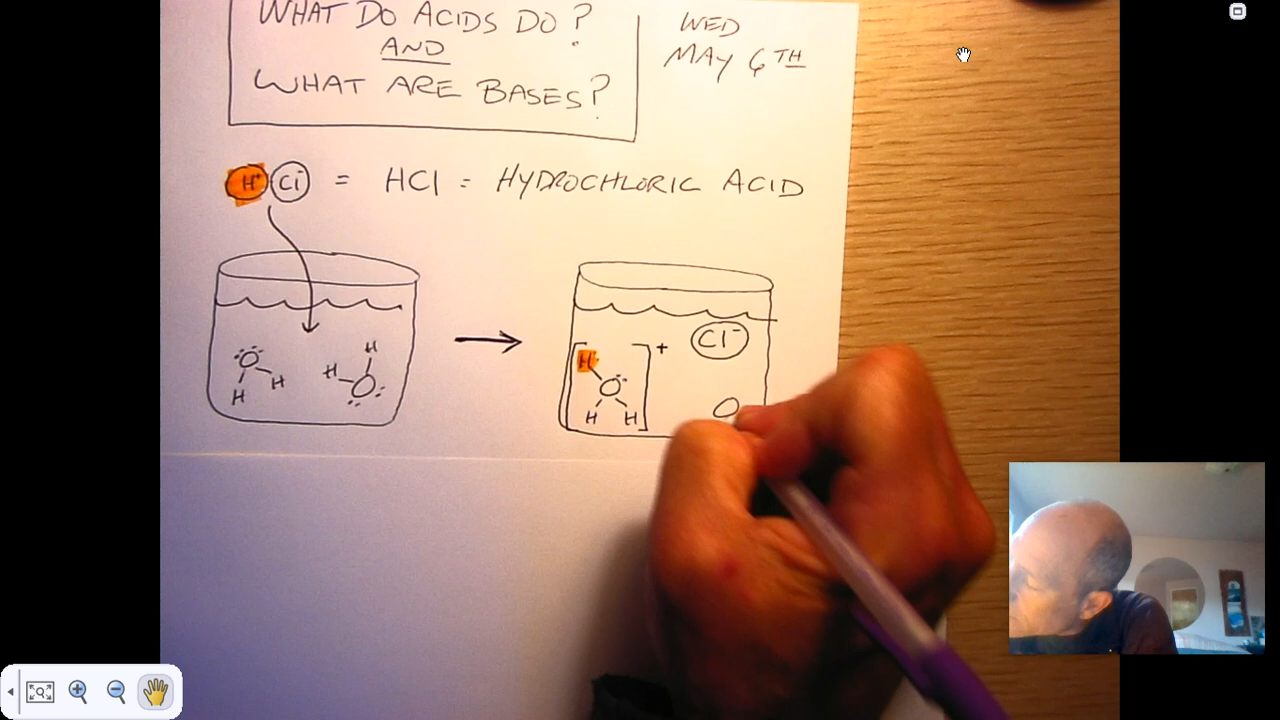 WHAT DO ACIDS DO?
AND
WHAT ARE BASES?
WED
MAY 6TH
H+ Cl- = HCl = HYDROCHLORIC ACID
H
O H H O
H
H + Cl-
O O
H H